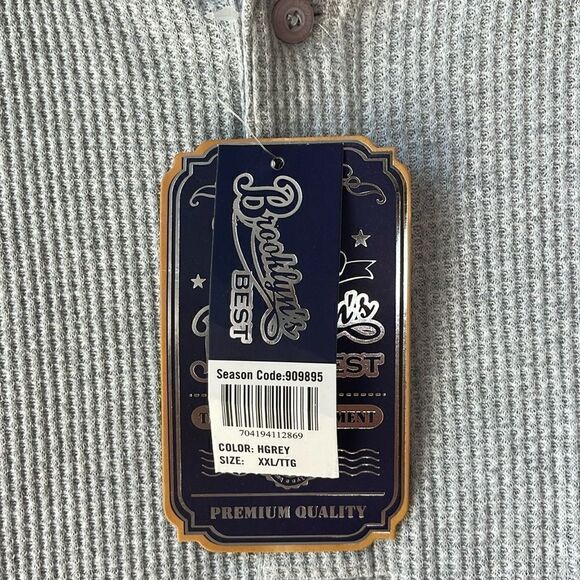 Brooklyn's
BEST
Season Code:909895
704194112869
COLOR: HGREY
SIZE: XXL/TTG
PREMIUM QUALITY